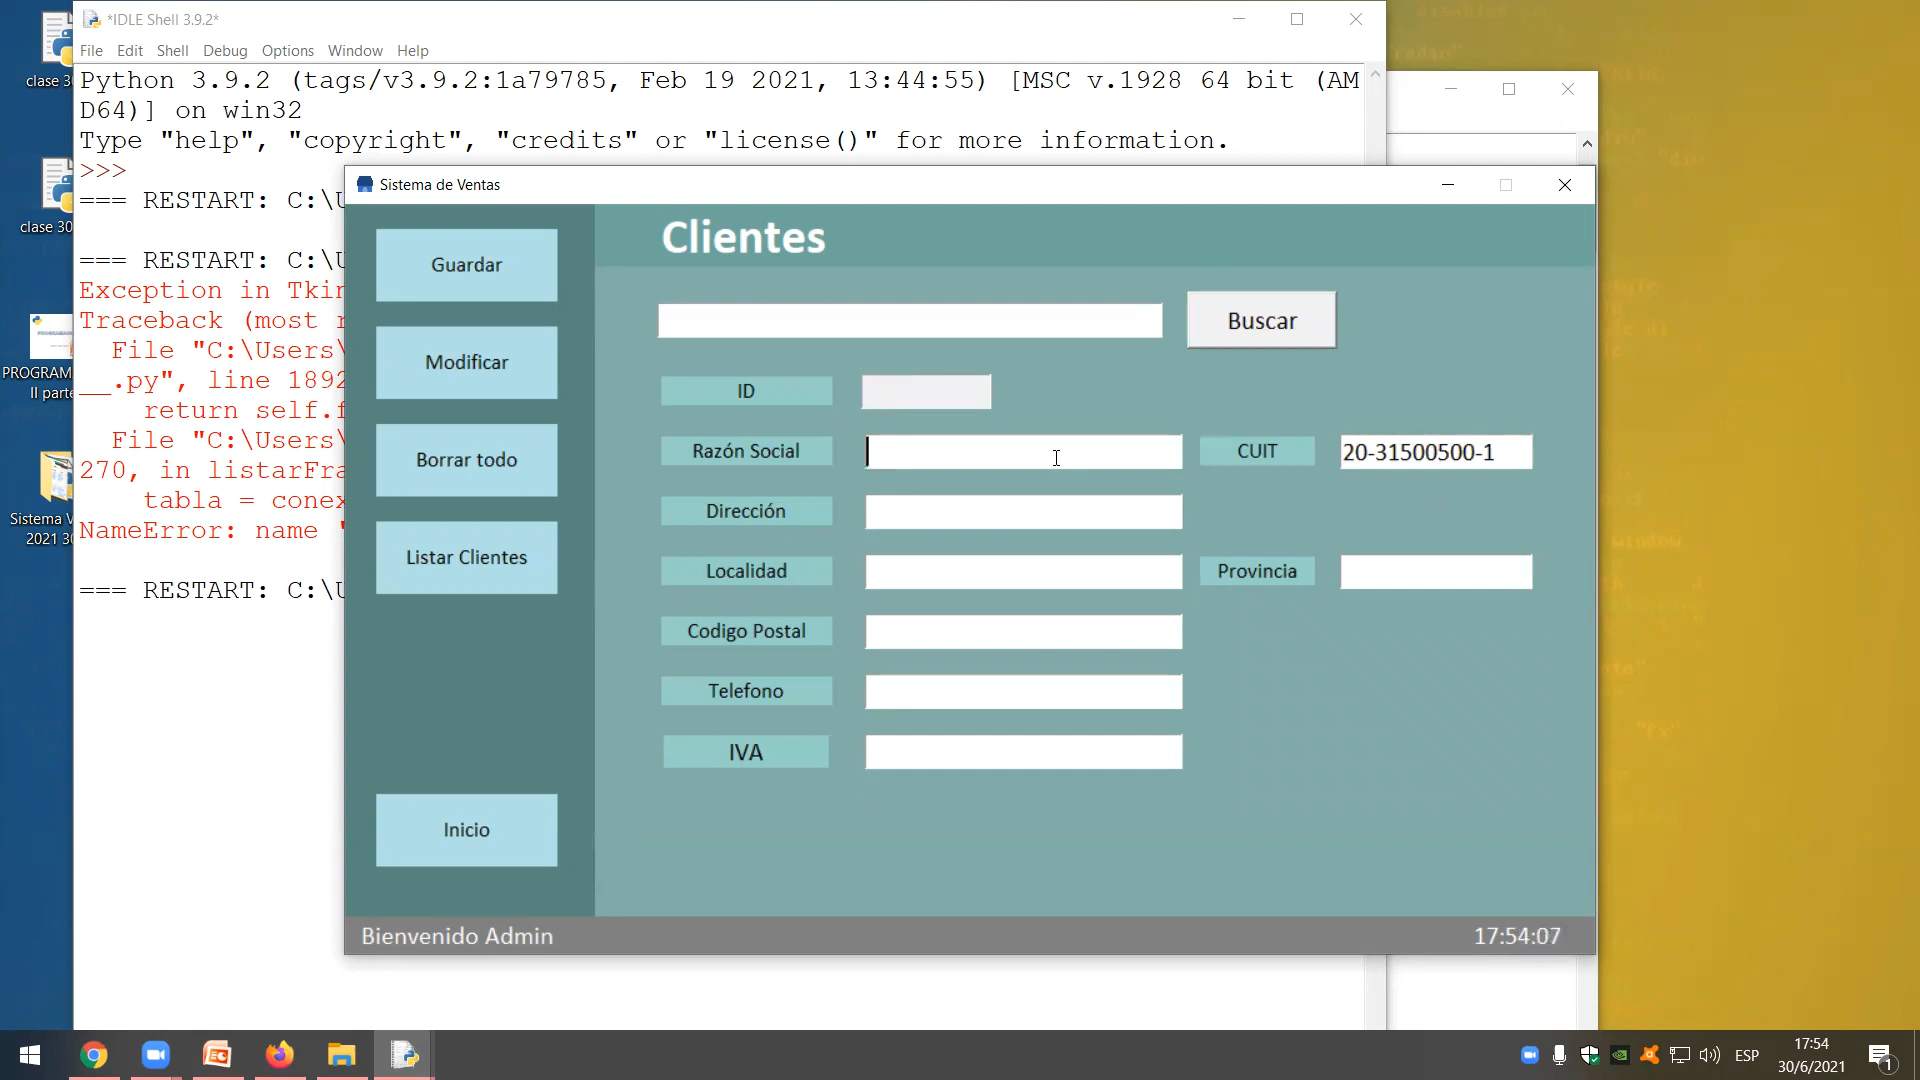 *IDLE Shell 3.9.2*
File Edit Shell Debug Options Window Help
Python 3.9.2 (tags/v3.9.2:1a79785, Feb 19 2021, 13:44:55) [MSC v.1928 64 bit (AM
D64)] on win32
Type "help", "copyright", "credits" or "license()" for more information.
>>>
=== RESTART: C:\U
=== RESTART: C:\U
Exception in Tkin
Traceback (most r
File "C:\Users\
__.py", line 1892
return self.f
File "C:\Users\
270, in listarFra
tabla = conex
NameError: name '
=== RESTART: C:\U
clase 30
clase 30
PROGRAM
II parte
Sistema V
2021 30
Sistema de Ventas
Guardar
Modificar
Borrar todo
Listar Clientes
Inicio
Clientes
Buscar
ID
Razón Social
CUIT 20-31500500-1
Dirección
Localidad
Provincia
Codigo Postal
Telefono
IVA
Bienvenido Admin
17:54:07
ESP
17:54
30/6/2021
1